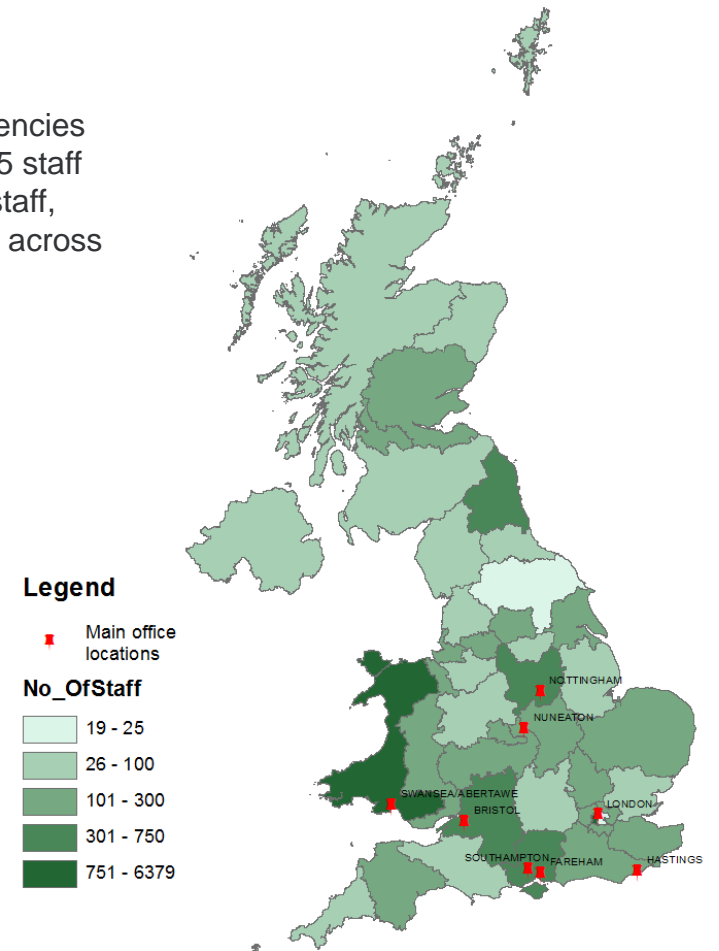 encies
5 staff
staff,
across
Legend
Main office
locations
No_OfStaff
19 - 25
26 - 100
101 - 300
301 - 750
751 - 6379
NOTTINGHAM
NUNEATON
SWANSEA/ABERTAWE
BRISTOL
LONDON
SOUTHAMPTON
FAREHAM
HASTINGS